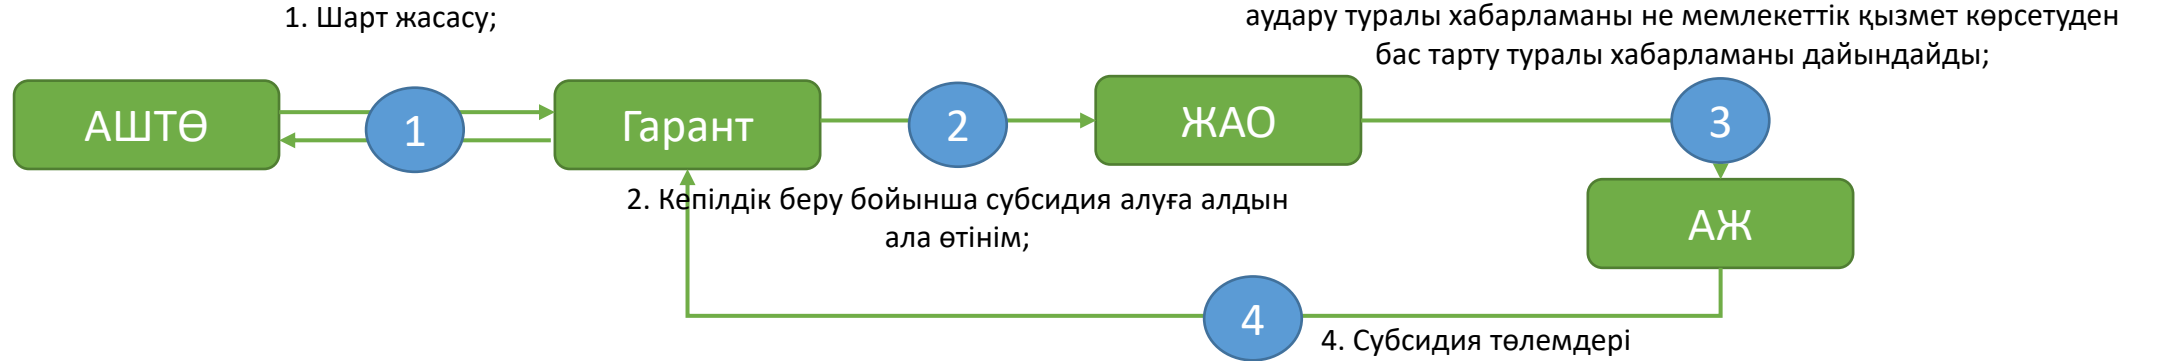 1. Шарт жасасу;
аудару туралы хабарламаны не мемлекеттік қызмет көрсетуден
бас тарту туралы хабарламаны дайындайды;
АШТӨ
1
Гарант
2
ЖАО
3
2. Кепілдік беру бойынша субсидия алуға алдын
ала өтінім;
АЖ
4
4. Субсидия төлемдері